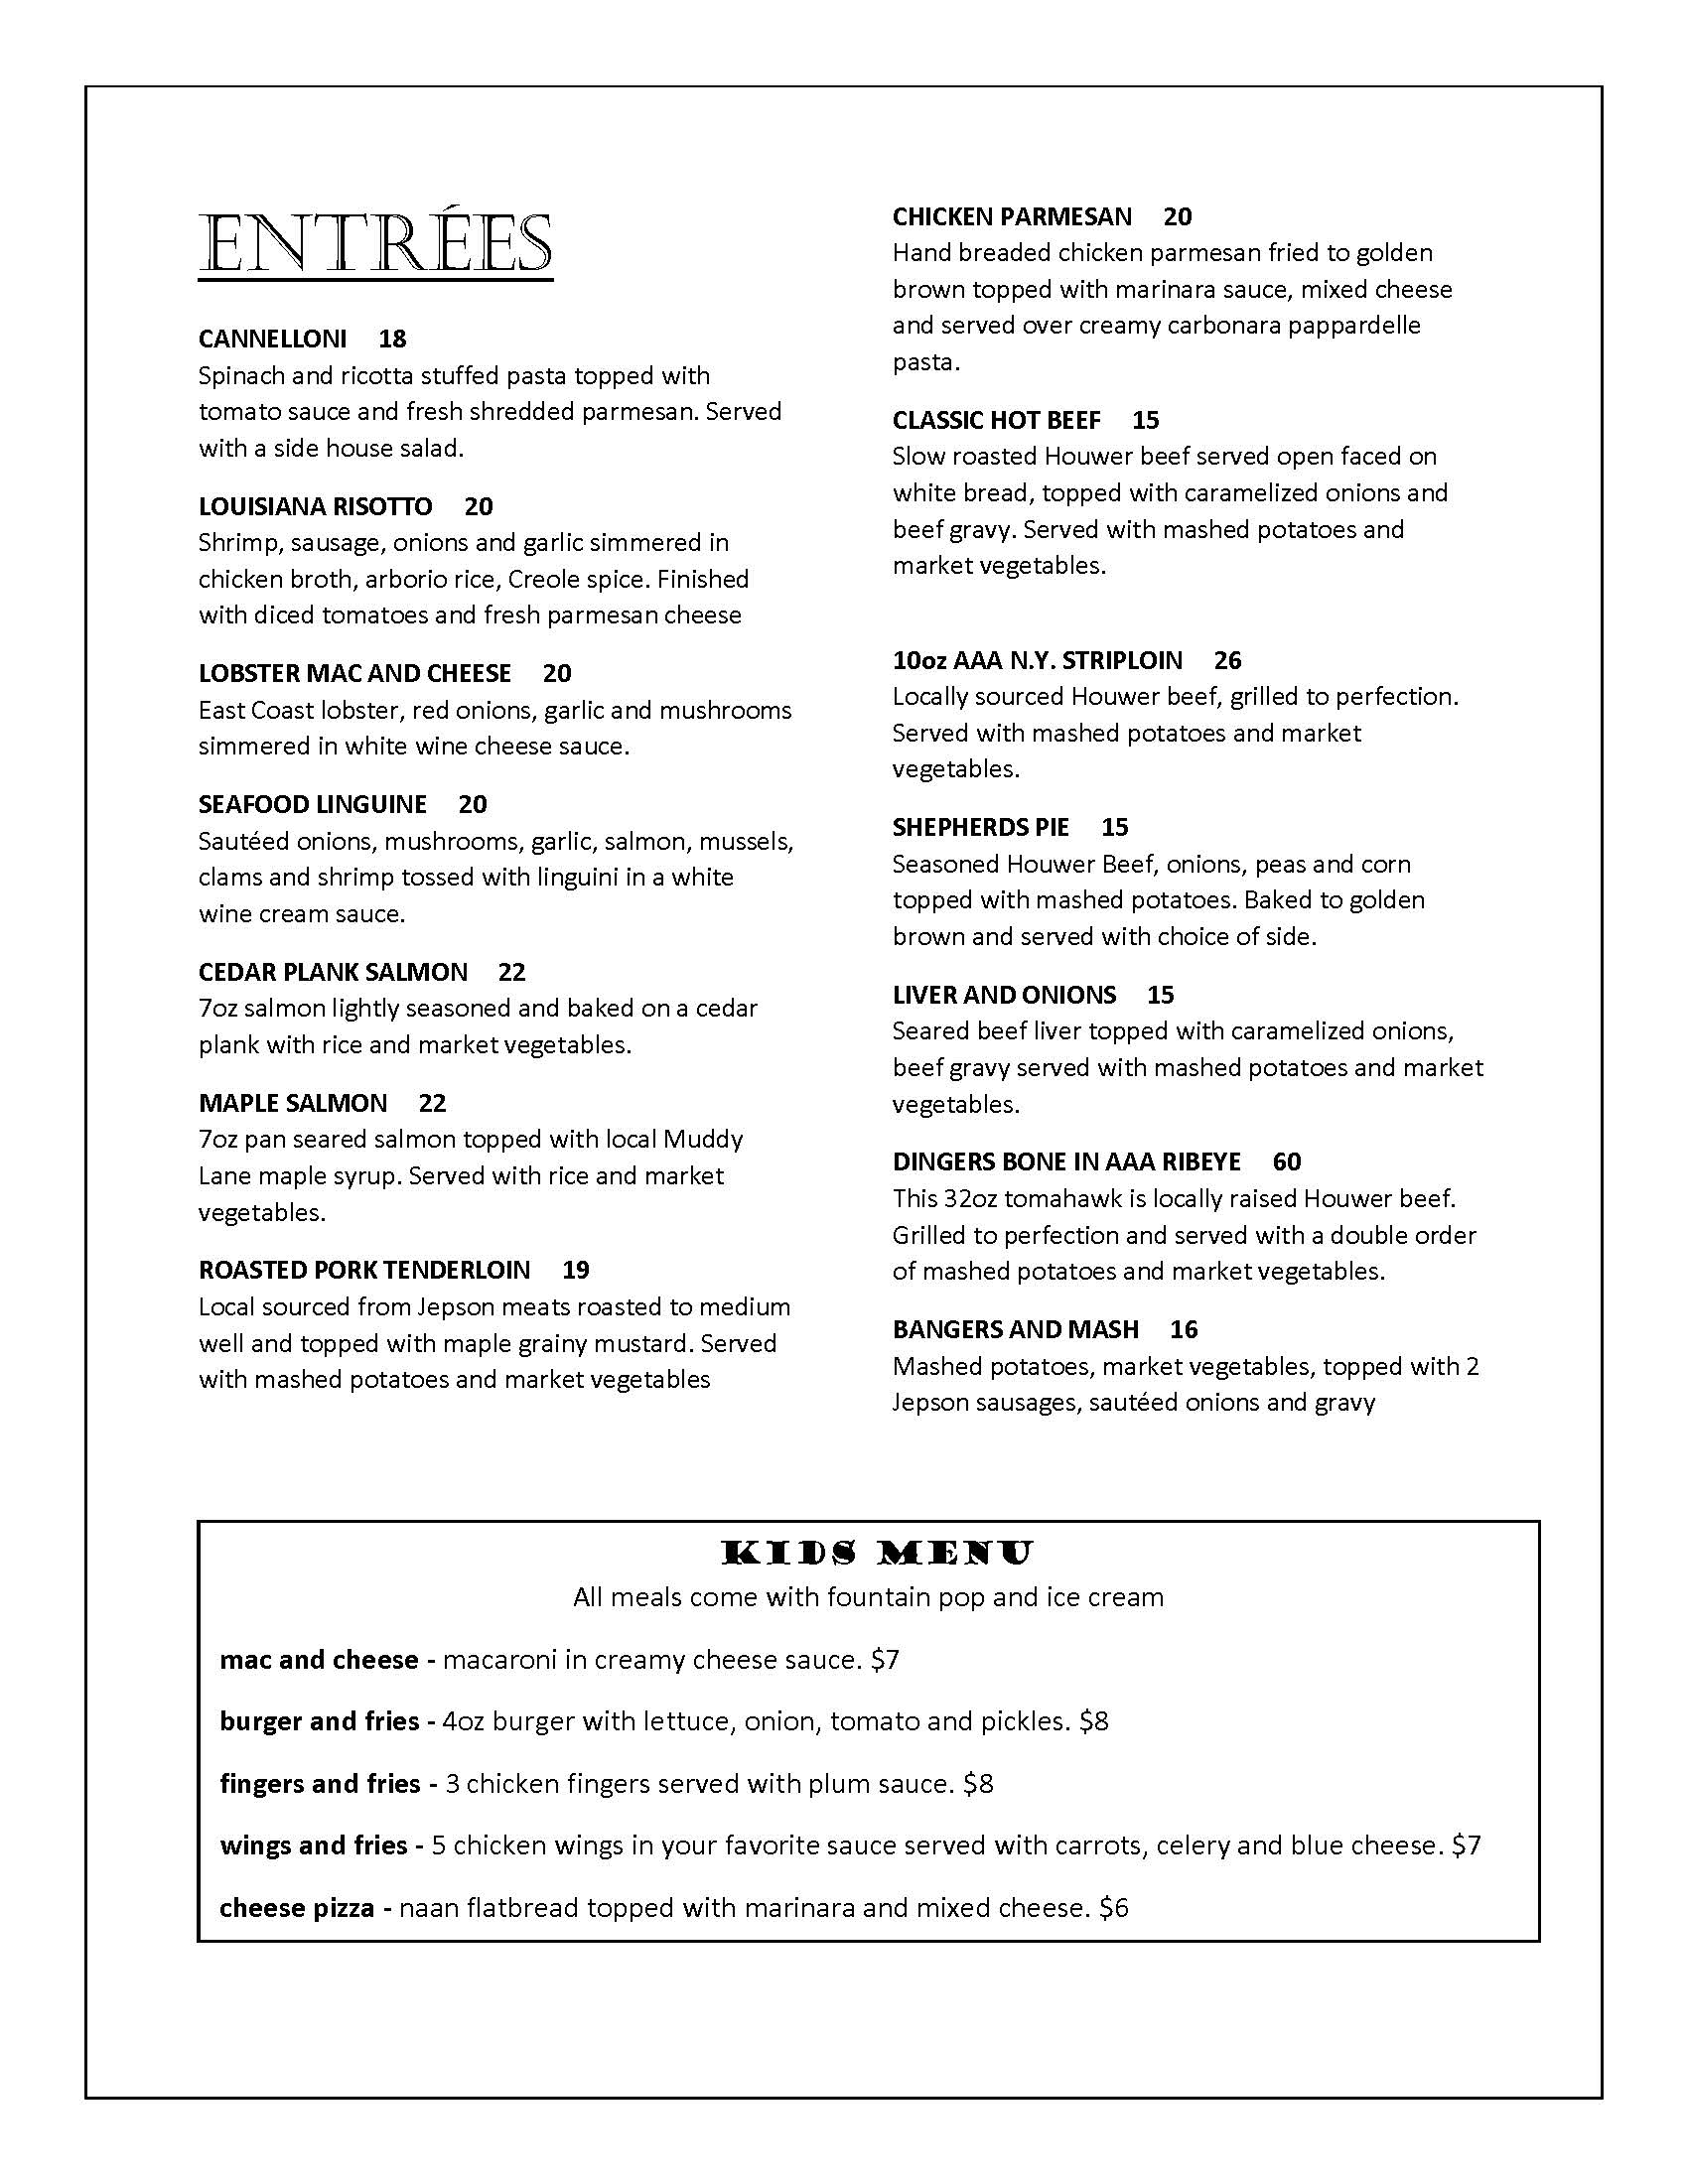 ENTRÉES
CANNELLONI 18
Spinach and ricotta stuffed pasta topped with
tomato sauce and fresh shredded parmesan. Served
with a side house salad.
LOUISIANA RISOTTO 20
Shrimp, sausage, onions and garlic simmered in
chicken broth, arborio rice, Creole spice. Finished
with diced tomatoes and fresh parmesan cheese
LOBSTER MAC AND CHEESE 20
East Coast lobster, red onions, garlic and mushrooms
simmered in white wine cheese sauce.
SEAFOOD LINGUINE 20
Sautéed onions, mushrooms, garlic, salmon, mussels,
clams and shrimp tossed with linguini in a white
wine cream sauce.
CEDAR PLANK SALMON 22
7oz salmon lightly seasoned and baked on a cedar
plank with rice and market vegetables.
MAPLE SALMON 22
7oz pan seared salmon topped with local Muddy
Lane maple syrup. Served with rice and market
vegetables.
ROASTED PORK TENDERLOIN 19
Local sourced from Jepson meats roasted to medium
well and topped with maple grainy mustard. Served
with mashed potatoes and market vegetables
CHICKEN PARMESAN 20
Hand breaded chicken parmesan fried to golden
brown topped with marinara sauce, mixed cheese
and served over creamy carbonara pappardelle
pasta.
CLASSIC HOT BEEF 15
Slow roasted Houwer beef served open faced on
white bread, topped with caramelized onions and
beef gravy. Served with mashed potatoes and
market vegetables.
10oz AAA N.Y. STRIPLOIN 26
Locally sourced Houwer beef, grilled to perfection.
Served with mashed potatoes and market
vegetables.
SHEPHERDS PIE 15
Seasoned Houwer Beef, onions, peas and corn
topped with mashed potatoes. Baked to golden
brown and served with choice of side.
LIVER AND ONIONS 15
Seared beef liver topped with caramelized onions,
beef gravy served with mashed potatoes and market
vegetables.
DINGERS BONE IN AAA RIBEYE 60
This 32oz tomahawk is locally raised Houwer beef.
Grilled to perfection and served with a double order
of mashed potatoes and market vegetables.
BANGERS AND MASH 16
Mashed potatoes, market vegetables, topped with 2
Jepson sausages, sautéed onions and gravy
KIDS MENU
All meals come with fountain pop and ice cream
mac and cheese - macaroni in creamy cheese sauce. $7
burger and fries - 4oz burger with lettuce, onion, tomato and pickles. $8
fingers and fries - 3 chicken fingers served with plum sauce. $8
wings and fries - 5 chicken wings in your favorite sauce served with carrots, celery and blue cheese. $7
cheese pizza - naan flatbread topped with marinara and mixed cheese. $6